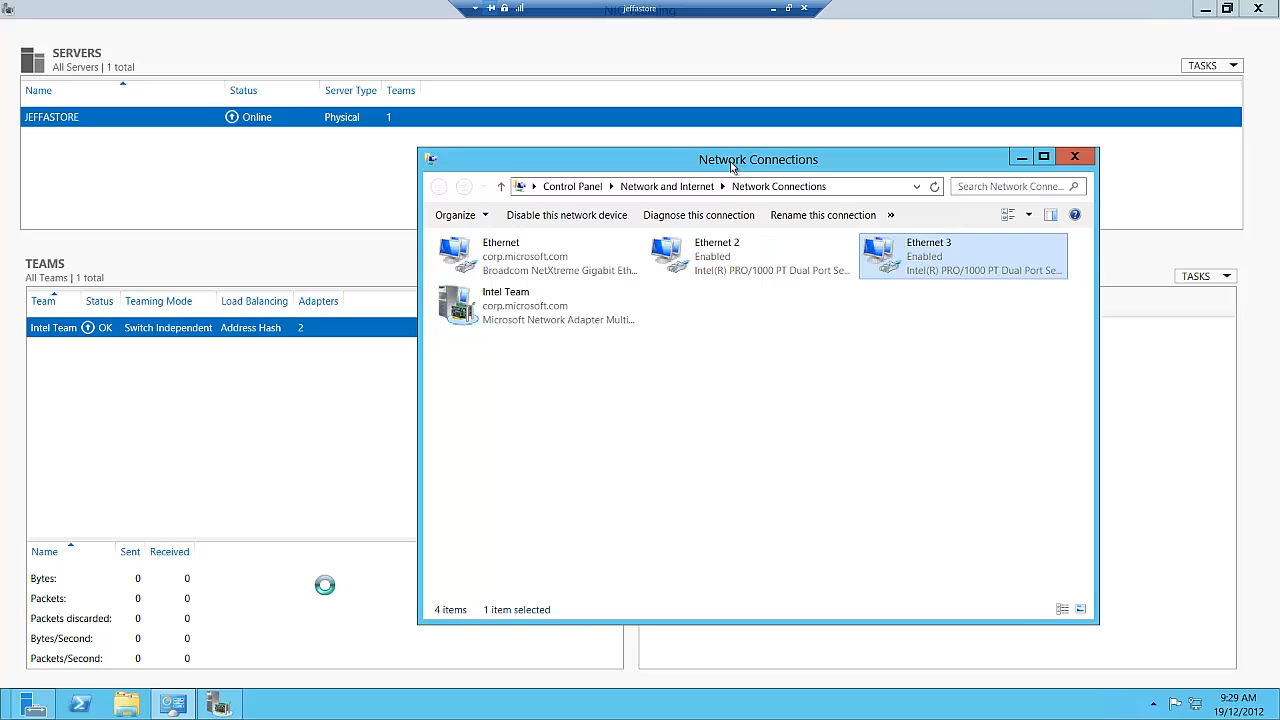 jeffastore
SERVERS
All Servers | 1 total
TASKS
Name Status Server Type Teams
JEFFASTORE Online Physical 1
Network Connections
Control Panel Network and Internet Network Connections
Search Network Conne...
Organize Disable this network device Diagnose this connection Rename this connection »
Ethernet
corp.microsoft.com
Broadcom NetXtreme Gigabit Eth...
Ethernet 2
Enabled
Intel(R) PRO/1000 PT Dual Port Se...
Ethernet 3
Enabled
Intel(R) PRO/1000 PT Dual Port Se...
Intel Team
corp.microsoft.com
Microsoft Network Adapter Multi...
4 items 1 item selected
TEAMS
All Teams | 1 total
TASKS
Team Status Teaming Mode Load Balancing Adapters
Intel Team OK Switch Independent Address Hash 2
Name Sent Received
Bytes: 0 0
Packets: 0 0
Packets discarded: 0 0
Bytes/Second: 0 0
Packets/Second: 0 0
9:29 AM
19/12/2012